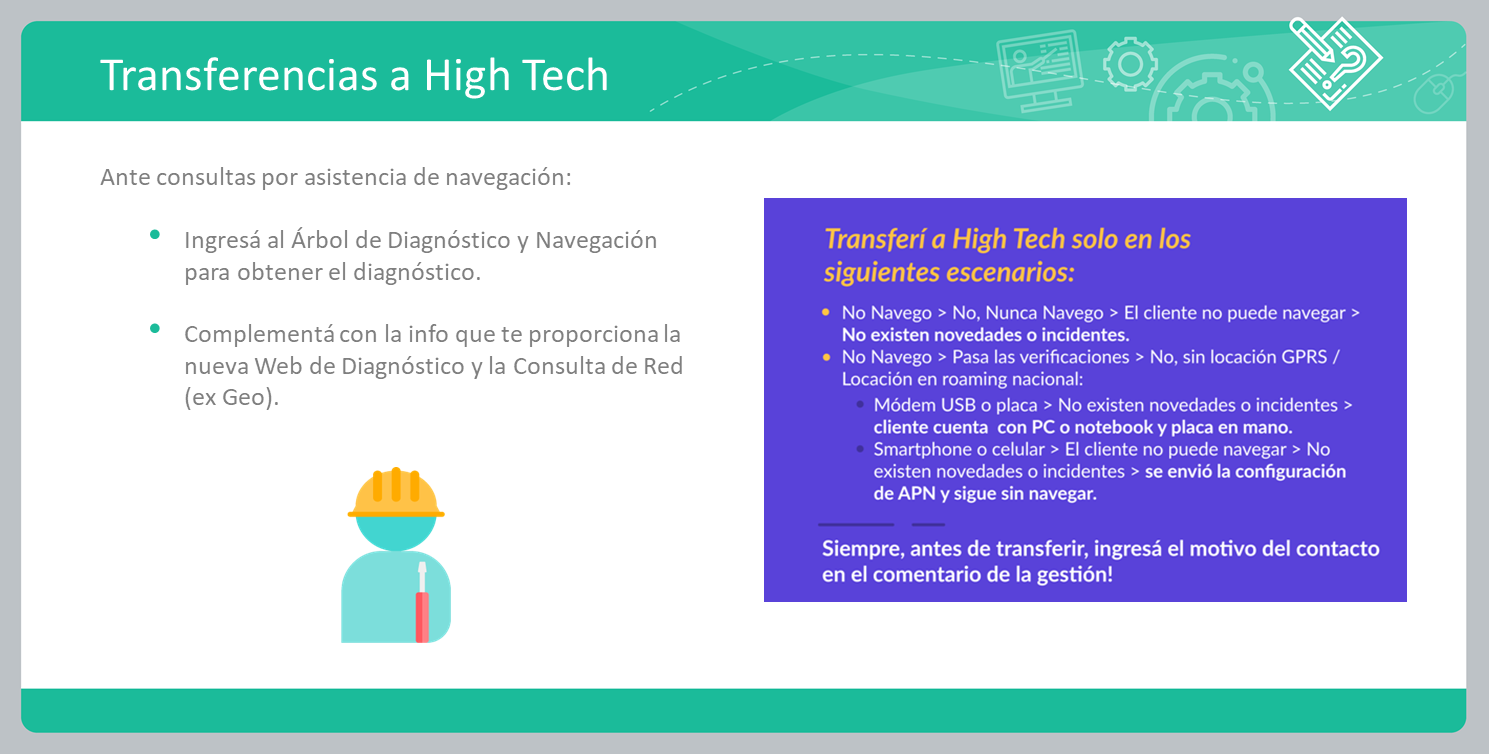 Transferencias a High Tech
Ante consultas por asistencia de navegación:
• Ingresá al Árbol de Diagnóstico y Navegación
para obtener el diagnóstico.
• Complementá con la info que te proporciona la
nueva Web de Diagnóstico y la Consulta de Red
(ex Geo).
Transferí a High Tech solo en los
siguientes escenarios:
• No Navego > No, Nunca Navego > El cliente no puede navegar >
No existen novedades o incidentes.
• No Navego > Pasa las verificaciones > No, sin locación GPRS /
Locación en roaming nacional:
• Módem USB o placa > No existen novedades o incidentes >
cliente cuenta con PC o notebook y placa en mano.
• Smartphone o celular > El cliente no puede navegar > No
existen novedades o incidentes > se envió la configuración
de APN y sigue sin navegar.
Siempre, antes de transferir, ingresá el motivo del contacto
en el comentario de la gestión!